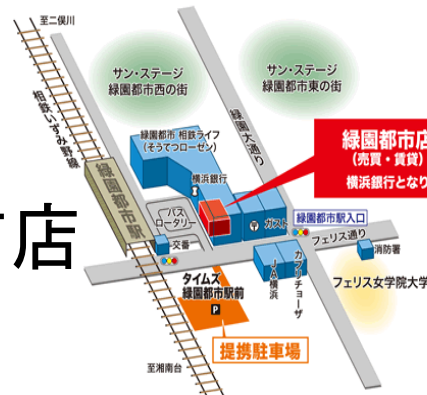 至二俣川
サン・ステージ
緑園都市西の街
サン・ステージ
緑園都市東の街
相鉄いずみ野線
緑園大通り
緑園都市 相鉄ライフ
(そうてつローゼン)
緑園都市店
(売買・賃貸)
横浜銀行となり
横浜銀行
緑園都市駅
バス
ロータリー
ガスト
緑園都市駅入口
フェリス通り
交番
消防署
店
タイムズ
緑園都市駅前
P
JA横浜
カプリチョーザ
フェリス女学院大学
提携駐車場
至湘南台